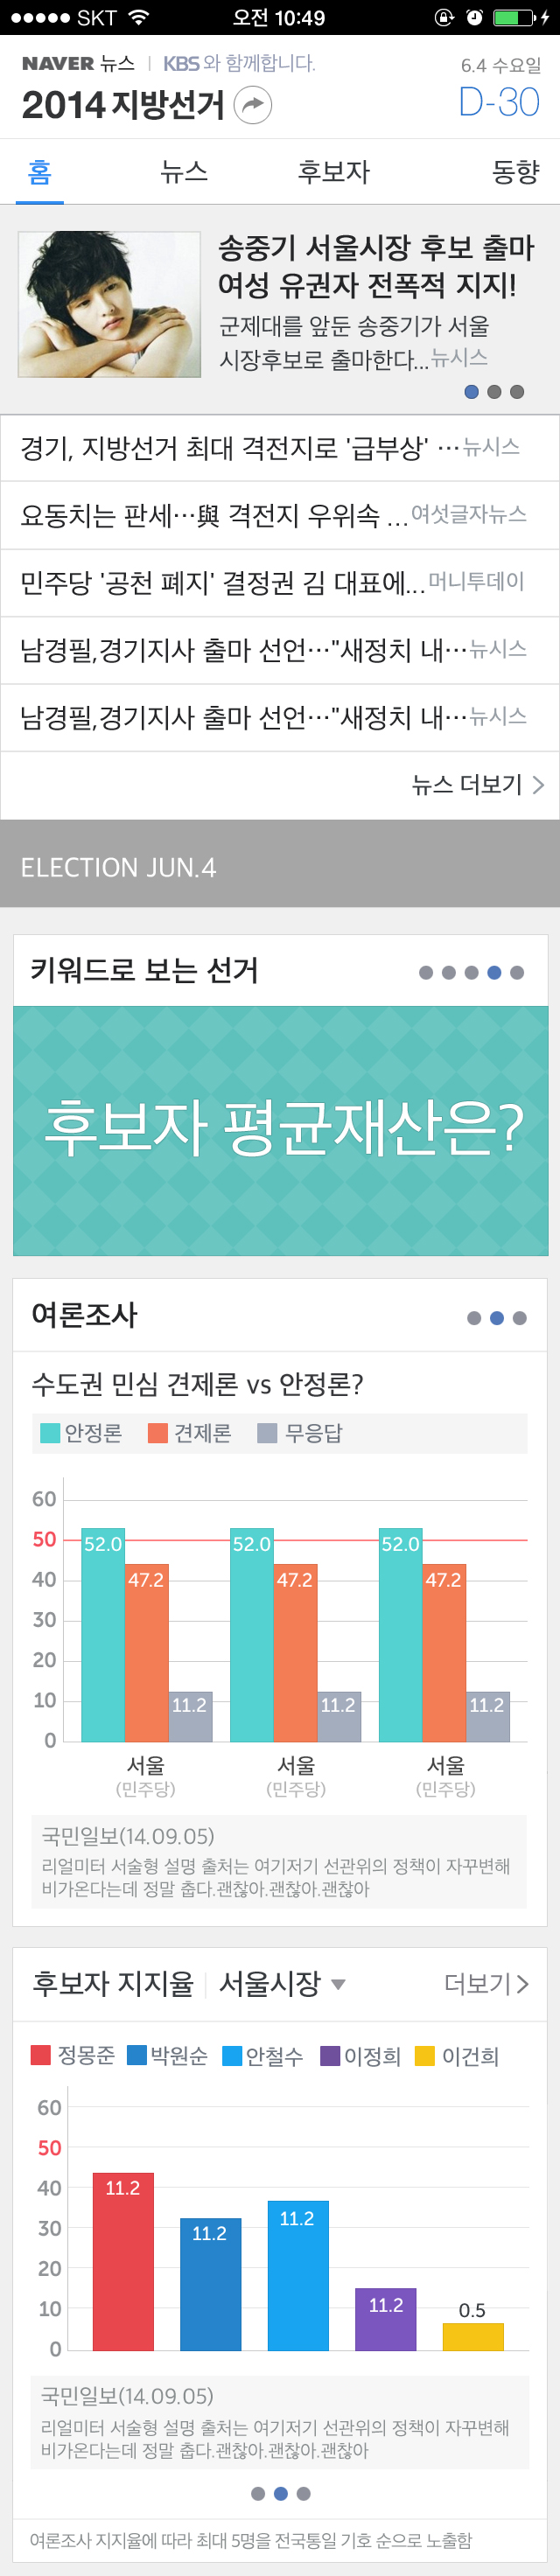 SKT 오전 10:49
NAVER 뉴스 | KBS 와 함께합니다. 6.4 수요일
2014 지방선거 D-30
홈 뉴스 후보자 동향
송중기 서울시장 후보 출마
여성 유권자 전폭적 지지!
군제대를 앞둔 송중기가 서울
시장후보로 출마한다... 뉴시스
경기, 지방선거 최대 격전지로 '급부상' … 뉴시스
요동치는 판세…與 격전지 우위속 ... 여섯글자뉴스
민주당 '공천 폐지' 결정권 김 대표에... 머니투데이
남경필,경기지사 출마 선언…"새정치 내… 뉴시스
남경필,경기지사 출마 선언…"새정치 내… 뉴시스
뉴스 더보기 >
ELECTION JUN.4
키워드로 보는 선거
후보자 평균재산은?
여론조사
수도권 민심 견제론 vs 안정론?
안정론 견제론 무응답
60
50
40
30
20
10
0
52.0 47.2 11.2 52.0 47.2 11.2 52.0 47.2 11.2
서울 서울 서울
(민주당) (민주당) (민주당)
국민일보(14.09.05)
리얼미터 서술형 설명 출처는 여기저기 선관위의 정책이 자꾸변해
비가온다는데 정말 춥다.괜찮아.괜찮아.괜찮아
후보자 지지율 | 서울시장 더보기 >
정몽준 박원순 안철수 이정희 이건희
60
50
40
30
20
10
0
11.2 11.2 11.2 11.2 0.5
국민일보(14.09.05)
리얼미터 서술형 설명 출처는 여기저기 선관위의 정책이 자꾸변해
비가온다는데 정말 춥다.괜찮아.괜찮아.괜찮아
여론조사 지지율에 따라 최대 5명을 전국통일 기호 순으로 노출함